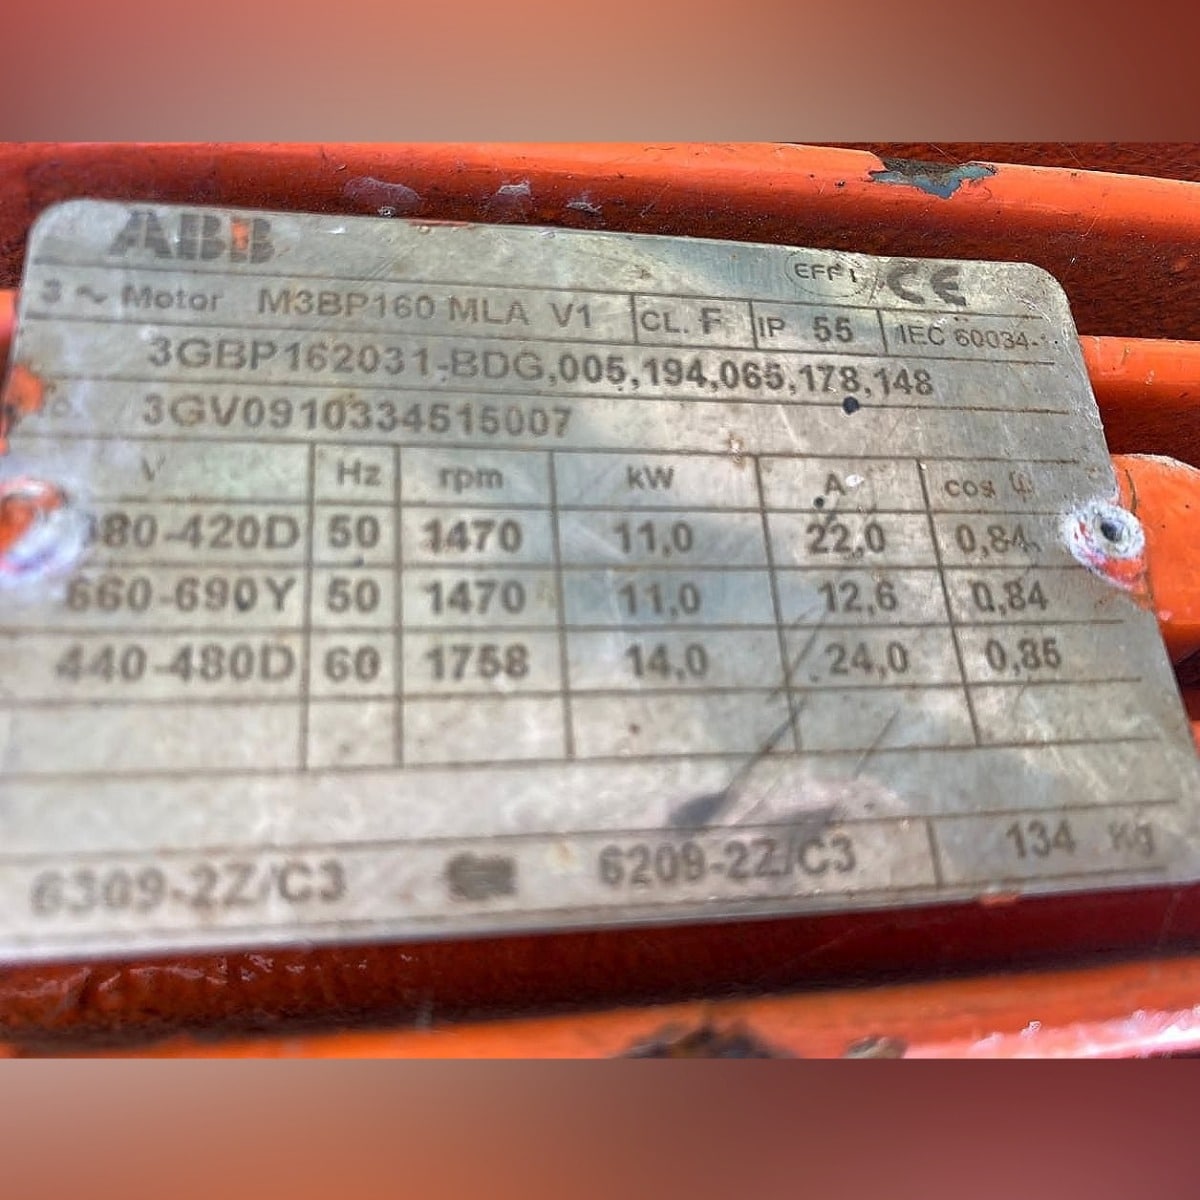 ABB
EFF 1 CE
3 ~ Motor M3BP160 MLA V1 CL. F IP 55 IEC 60034-
3GBP162031-BDG,005,194,065,178,148
3GV0910334515007
V Hz rpm kW A cos φ
380-420D 50 1470 11,0 22,0 0,84
660-690Y 50 1470 11,0 12,6 0,84
440-480D 60 1758 14,0 24,0 0,85
6309-2Z/C3 6209-2Z/C3 134 Kg